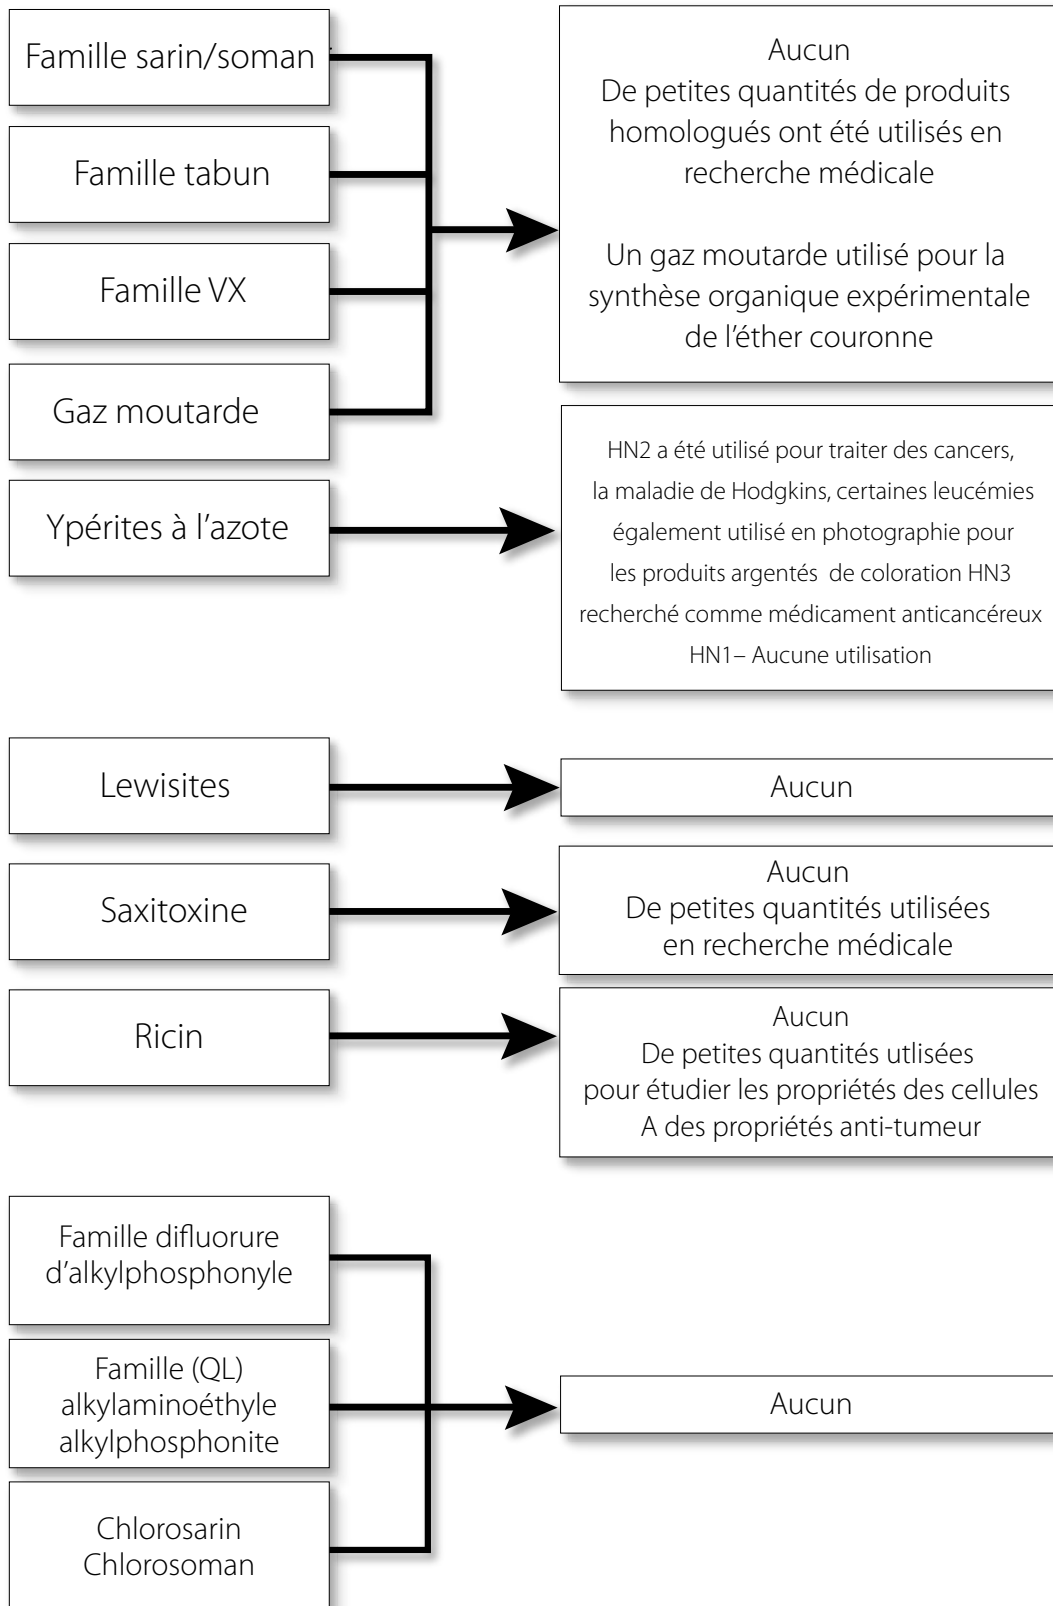 Famille sarin/soman
Famille tabun
Famille VX
Gaz moutarde
Ypérites à l'azote
Aucun
De petites quantités de produits
homologués ont été utilisés en
recherche médicale
Un gaz moutarde utilisé pour la
synthèse organique expérimentale
de l'éther couronne
HN2 a été utilisé pour traiter des cancers,
la maladie de Hodgkins, certaines leucémies
également utilisé en photographie pour
les produits argentés de coloration HN3
recherché comme médicament anticancéreux
HN1– Aucune utilisation
Lewisites
Aucun
Saxitoxine
Aucun
De petites quantités utilisées
en recherche médicale
Ricin
Aucun
De petites quantités utlisées
pour étudier les propriétés des cellules
A des propriétés anti-tumeur
Famille difluorure
d'alkylphosphonyle
Famille (QL)
alkylaminoéthyle
alkylphosphonite
Chlorosarin
Chlorosoman
Aucun